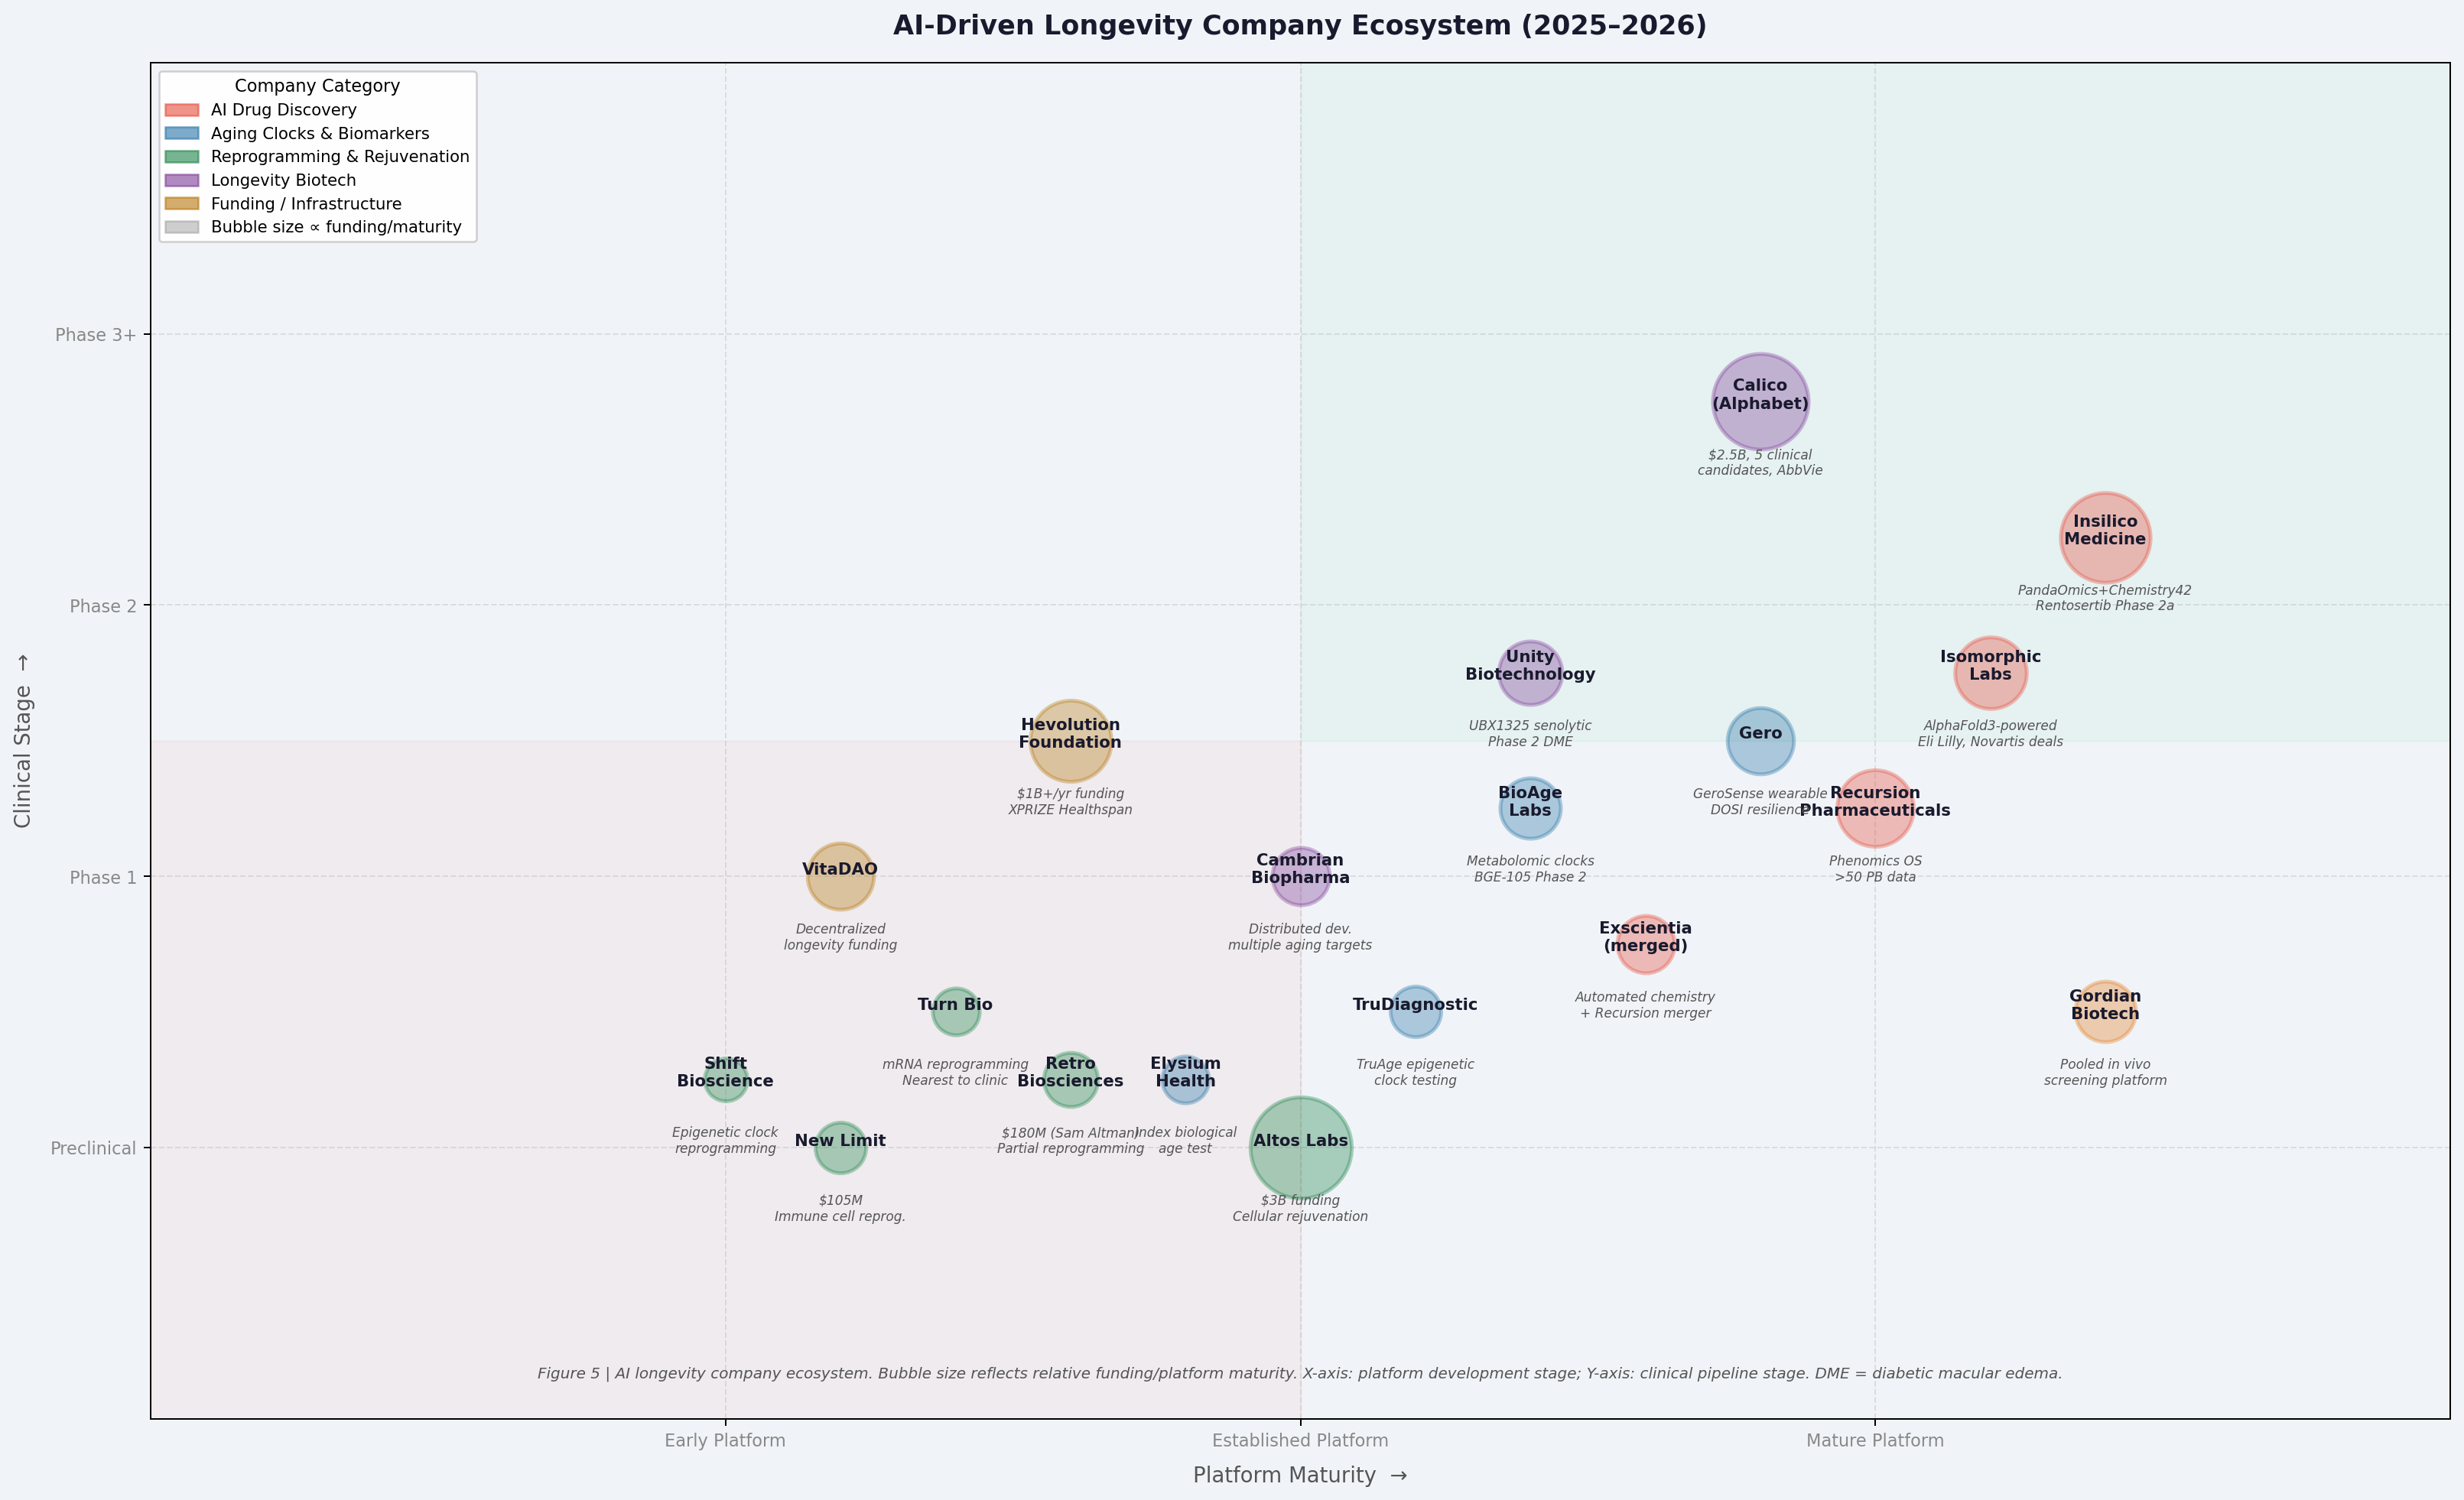 AI-Driven Longevity Company Ecosystem (2025–2026)
Company Category
AI Drug Discovery
Aging Clocks & Biomarkers
Reprogramming & Rejuvenation
Longevity Biotech
Funding / Infrastructure
Bubble size ∝ funding/maturity
Clinical Stage →
Phase 3+
Phase 2
Phase 1
Preclinical
Calico
(Alphabet)
$2.5B, 5 clinical
candidates, AbbVie
Insilico
Medicine
PandaOmics+Chemistry42
Rentosertib Phase 2a
Unity
Biotechnology
UBX1325 senolytic
Phase 2 DME
Isomorphic
Labs
AlphaFold3-powered
Eli Lilly, Novartis deals
Hevolution
Foundation
$1B+/yr funding
XPRIZE Healthspan
Gero
GeroSense wearable
DOSI resilience
BioAge
Labs
Metabolomic clocks
BGE-105 Phase 2
Recursion
Pharmaceuticals
Phenomics OS
>50 PB data
VitaDAO
Decentralized
longevity funding
Cambrian
Biopharma
Distributed dev.
multiple aging targets
Exscientia
(merged)
Automated chemistry
+ Recursion merger
Turn Bio
mRNA reprogramming
Nearest to clinic
TruDiagnostic
TruAge epigenetic
clock testing
Gordian
Biotech
Pooled in vivo
screening platform
Shift
Bioscience
Epigenetic clock
reprogramming
Retro
Biosciences
$180M (Sam Altman)
Partial reprogramming
Elysium
Health
Index biological
age test
New Limit
$105M
Immune cell reprog.
Altos Labs
$3B funding
Cellular rejuvenation
Figure 5 | AI longevity company ecosystem. Bubble size reflects relative funding/platform maturity. X-axis: platform development stage; Y-axis: clinical pipeline stage. DME = diabetic macular edema.
Early Platform
Established Platform
Mature Platform
Platform Maturity →